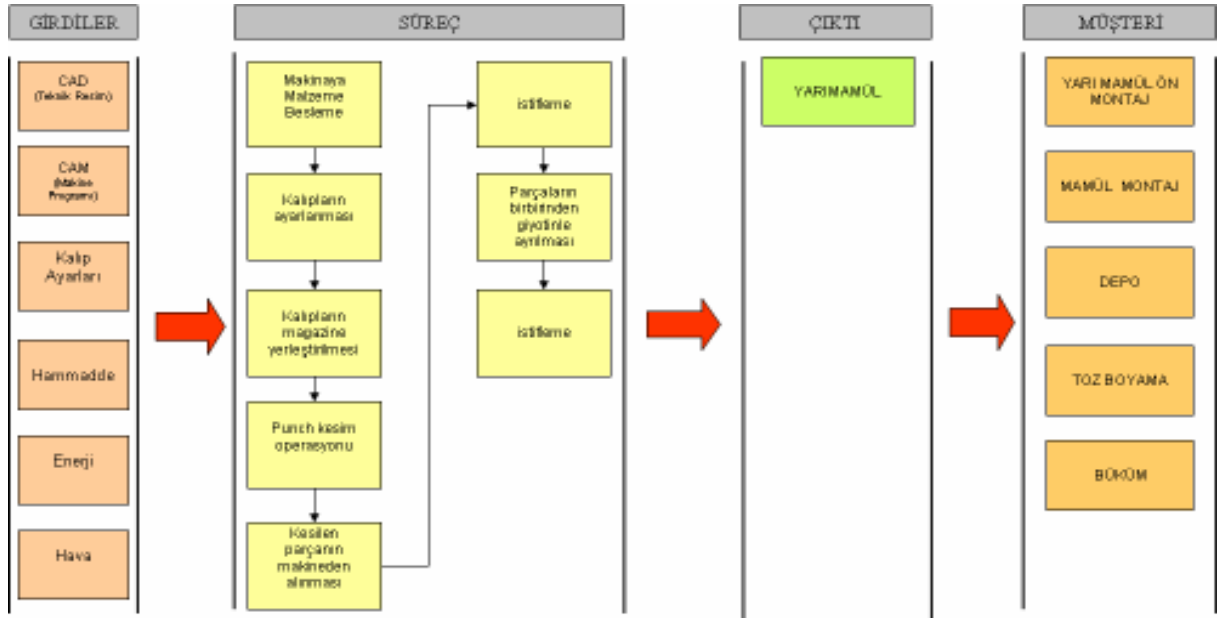 GİRDİLER
SÜREÇ
ÇIKTI
MÜŞTERİ
CAD
(Teknik Resim)
CAM
(Makine
Programı)
Kalıp
Ayarları
Hammadde
Enerji
Hava
Makinaya
Malzeme
Besleme
Kalıpların
ayarlanması
Kalıpların
magazine
yerleştirilmesi
Punch kesim
operasyonu
Kesilen
parçanın
makineden
alınması
istifleme
Parçaların
birbirinden
giyotinle
ayrılması
istifleme
YARIMAMÜL
YARI MAMÜL ÖN
MONTAJ
MAMÜL MONTAJ
DEPO
TOZ BOYAMA
BÜKÜM